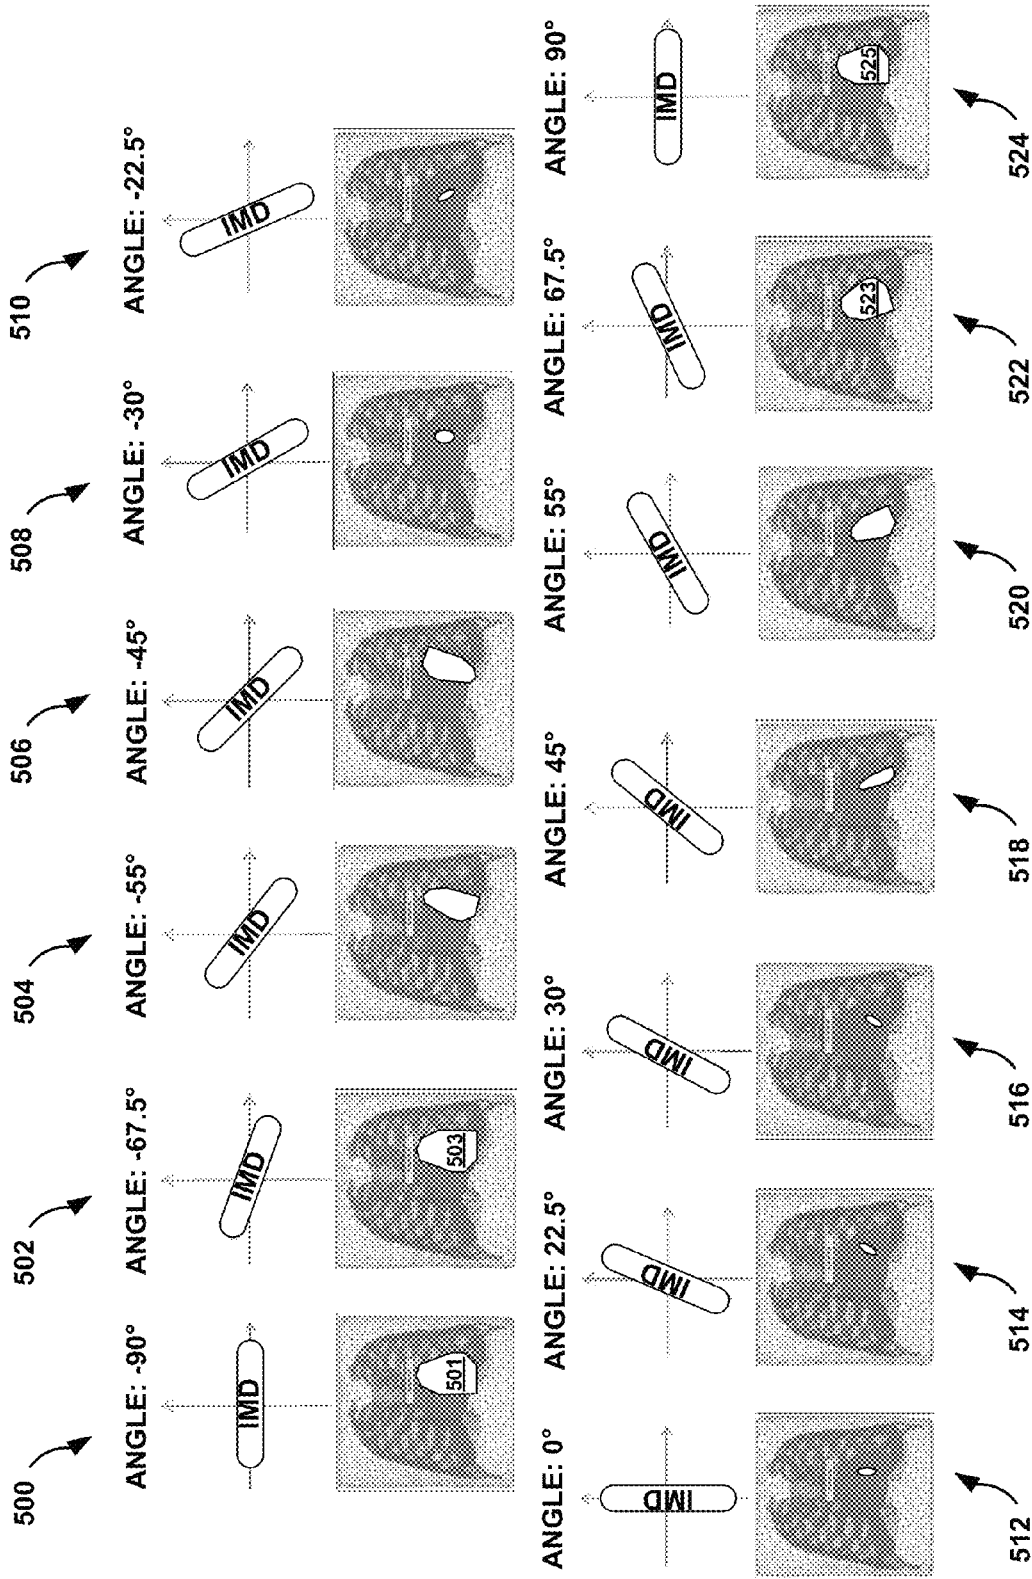 500
502
504
506
508
510
ANGLE: -90°
ANGLE: -67.5°
ANGLE: -55°
ANGLE: -45°
ANGLE: -30°
ANGLE: -22.5°
IMD
IMD
IMD
IMD
IMD
IMD
501
503
ANGLE: 0°
ANGLE: 22.5°
ANGLE: 30°
ANGLE: 45°
ANGLE: 55°
ANGLE: 67.5°
ANGLE: 90°
IMD
IMD
IMD
IMD
IMD
IMD
IMD
523
525
512
514
516
518
520
522
524